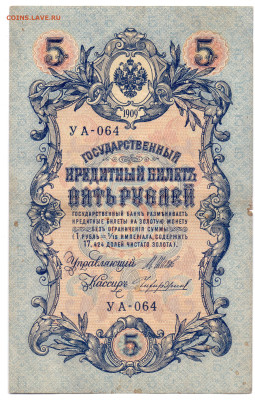 COINS.LAVE.RU
5 5
1909
УА-064
ГОСУДАРСТВЕННЫЙ
КРЕДИТНЫЙ БИЛЕТЪ
ПЯТЬ РУБЛЕЙ
ГОСУДАРСТВЕННЫЙ БАНКЪ РАЗМѢНИВАЕТЪ
КРЕДИТНЫЕ БИЛЕТЫ НА ЗОЛОТУЮ МОНЕТУ
БЕЗЪ ОГРАНИЧЕНІЯ СУММЫ
(1 РУБЛЬ = 1/15 ИМПЕРІАЛА, СОДЕРЖИТЪ
17,424 ДОЛЕЙ ЧИСТАГО ЗОЛОТА).
Управляющій
Кассиръ
УА-064
5